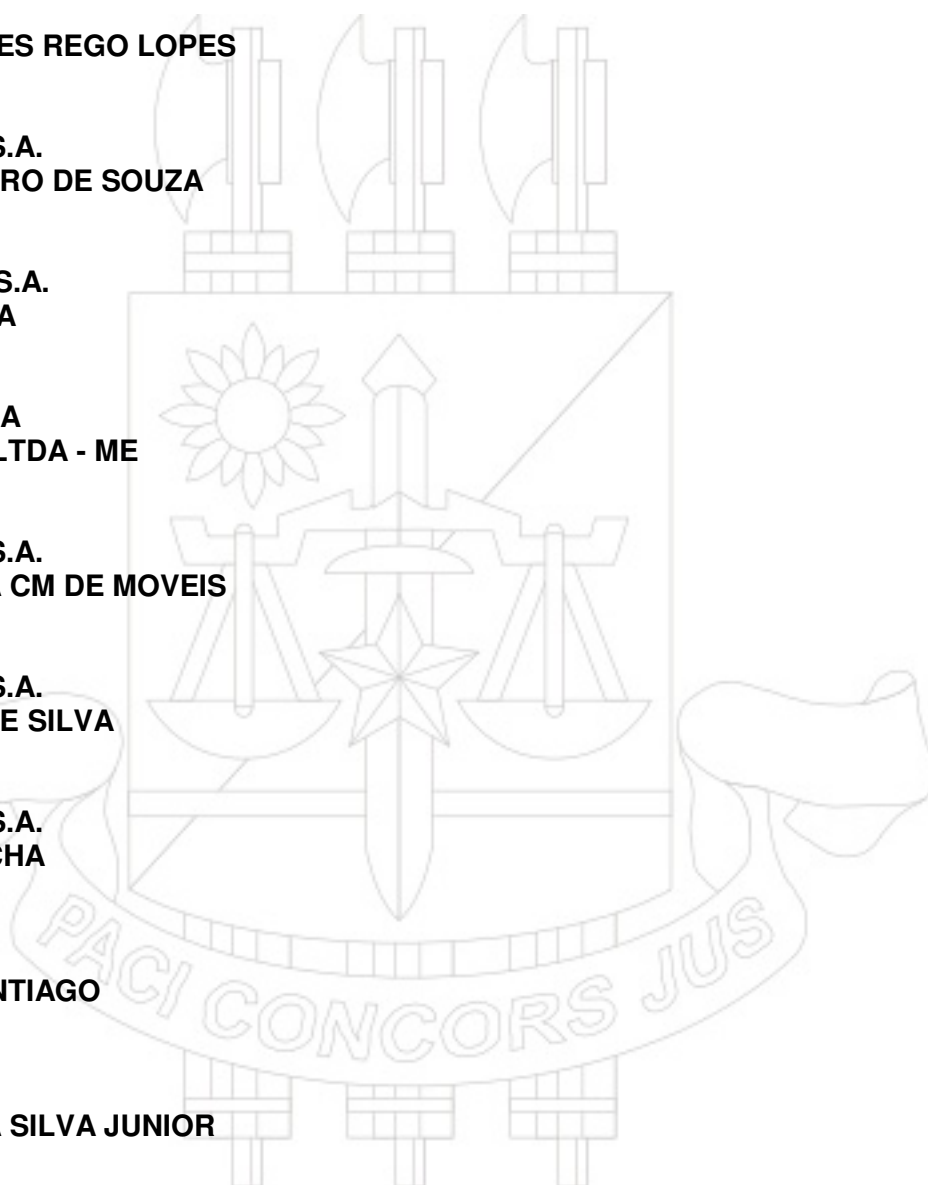 ES REGO LOPES
S.A.
RO DE SOUZA
S.A.
A
A
LTDA - ME
S.A.
A CM DE MOVEIS
S.A.
E SILVA
S.A.
CHA
PACI CONCORS JUS
NTIAGO
A SILVA JUNIOR